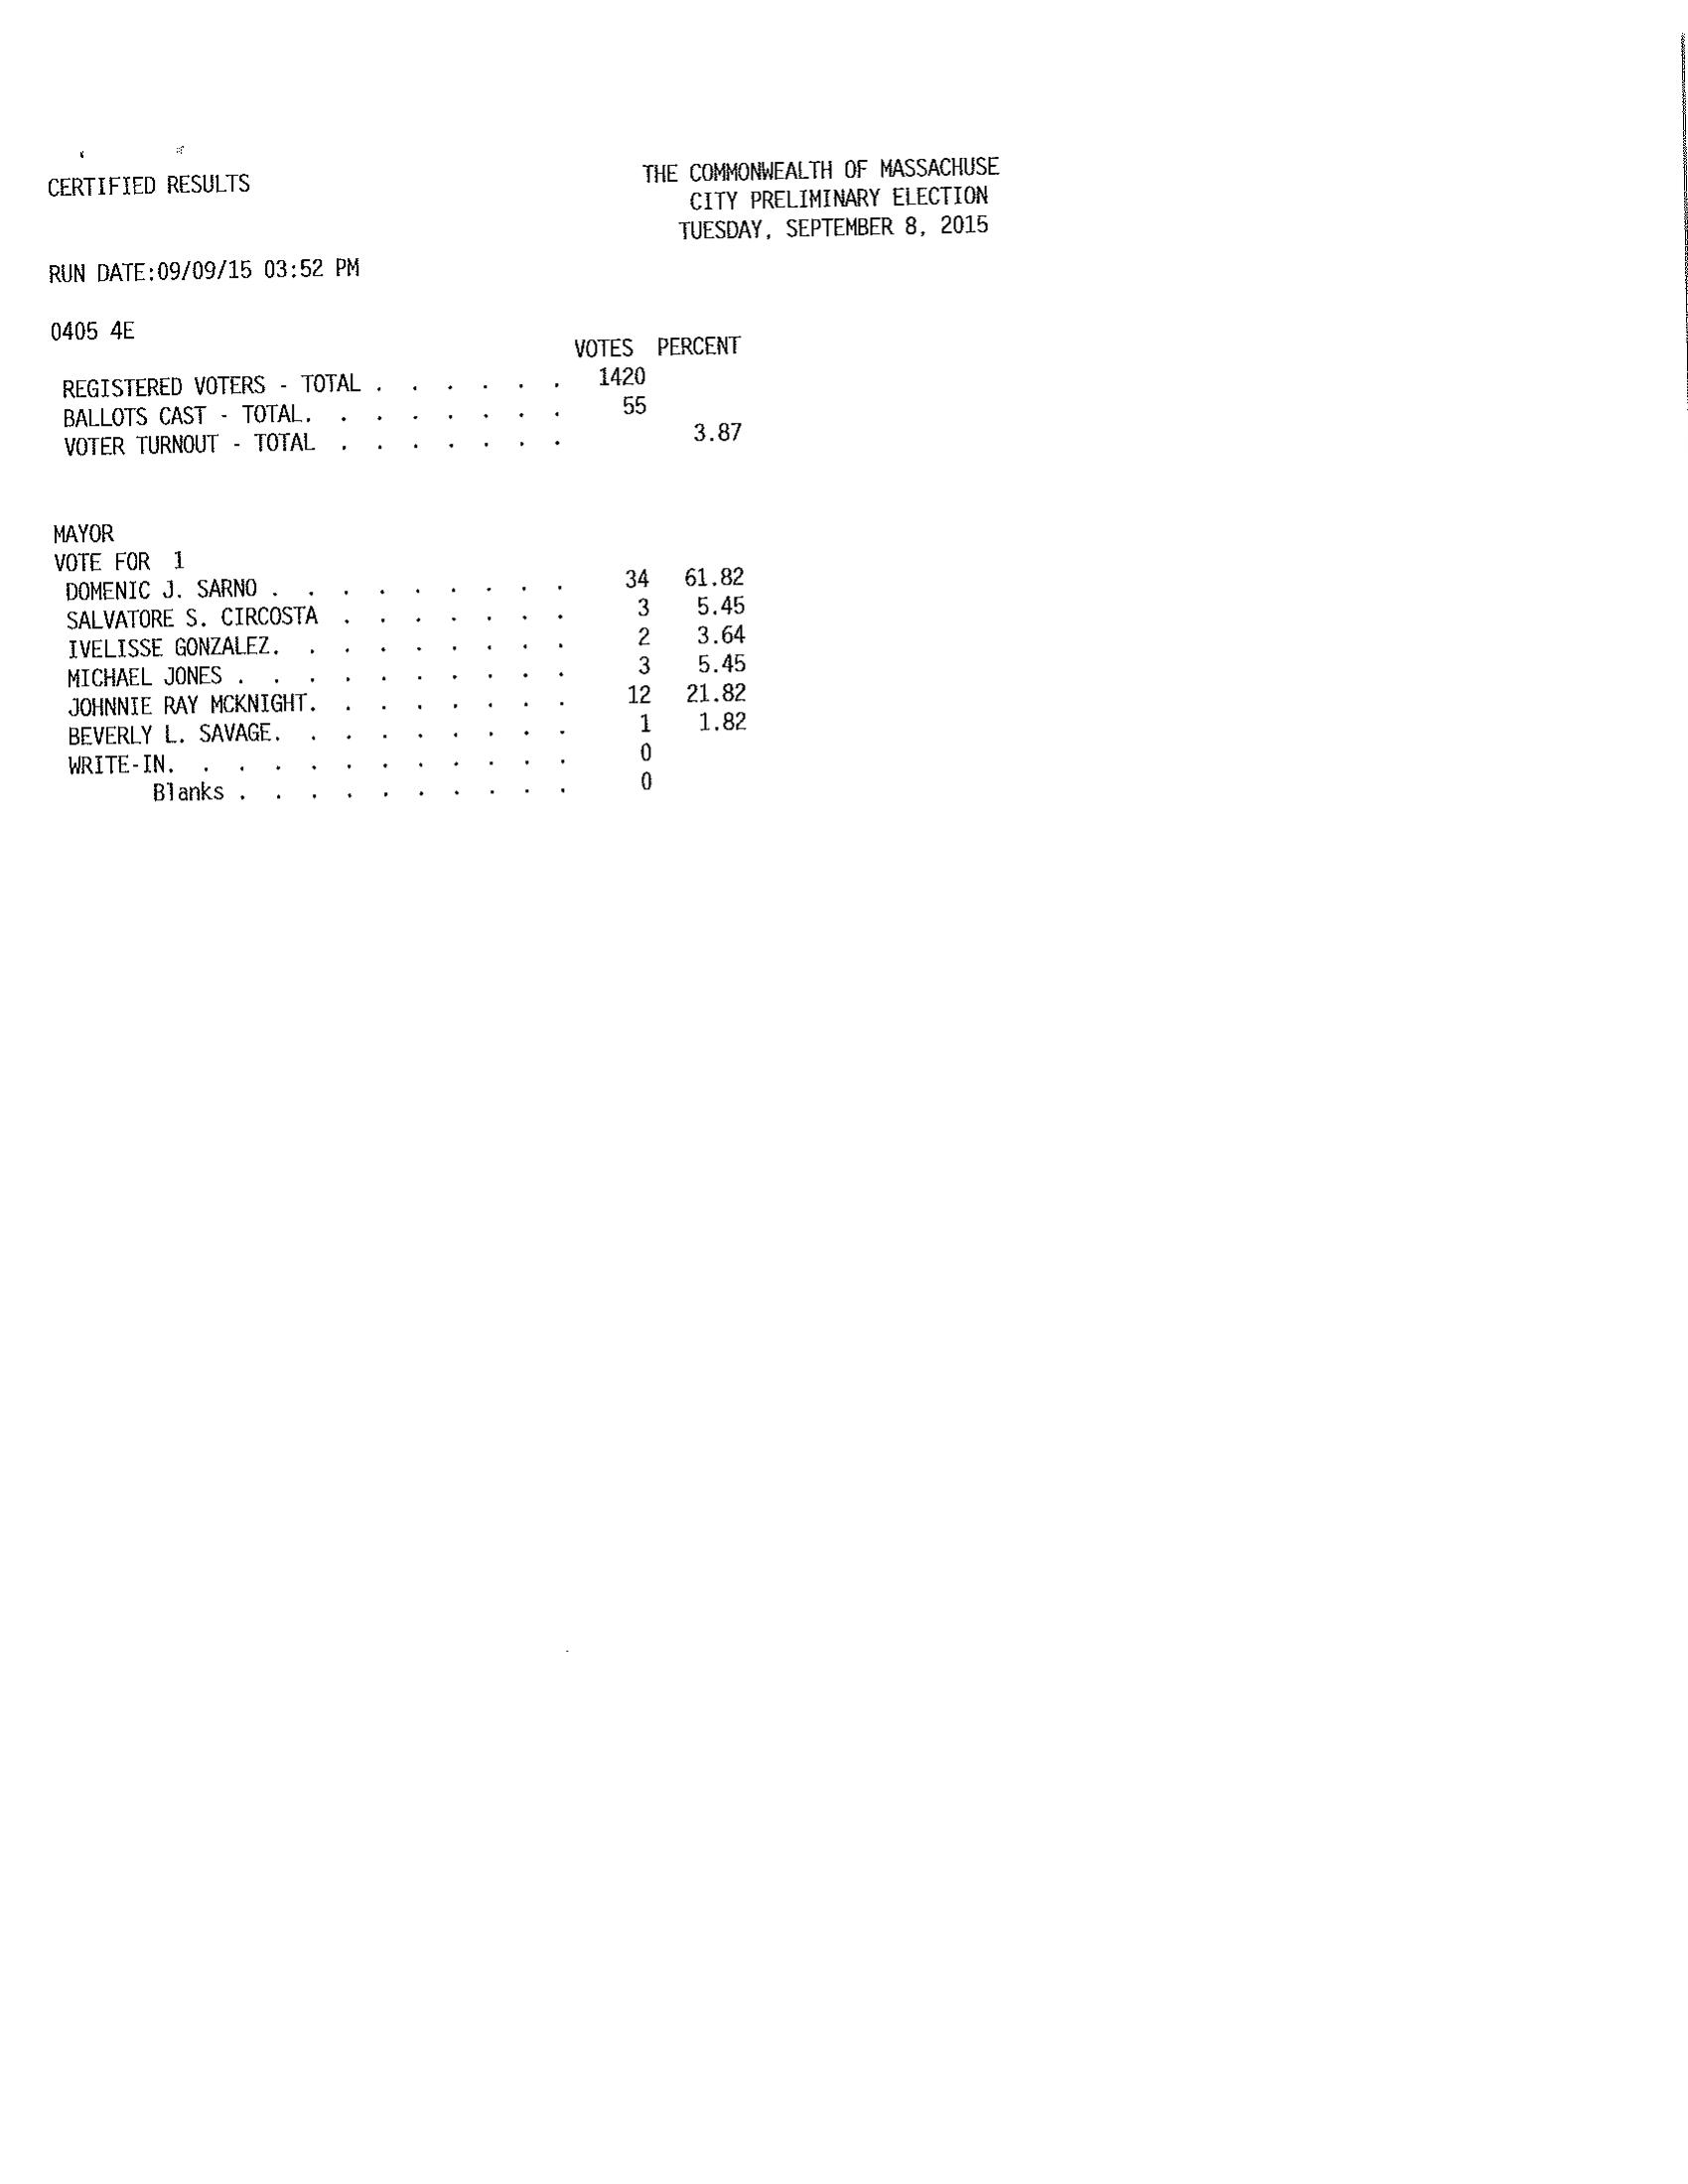 CERTIFIED RESULTS
THE COMMONWEALTH OF MASSACHUSE
CITY PRELIMINARY ELECTION
TUESDAY, SEPTEMBER 8, 2015
RUN DATE:09/09/15 03:52 PM
0405 4E
VOTES PERCENT
REGISTERED VOTERS - TOTAL . . . . . . 1420
BALLOTS CAST - TOTAL. . . . . . . . 55
VOTER TURNOUT - TOTAL . . . . . . . 3.87
MAYOR
VOTE FOR 1
DOMENIC J. SARNO . . . . . . . . . 34 61.82
SALVATORE S. CIRCOSTA . . . . . . . 3 5.45
IVELISSE GONZALEZ. . . . . . . . . 2 3.64
MICHAEL JONES . . . . . . . . . . 3 5.45
JOHNNIE RAY MCKNIGHT. . . . . . . . 12 21.82
BEVERLY L. SAVAGE. . . . . . . . . 1 1.82
WRITE-IN. . . . . . . . . . . . 0
Blanks . . . . . . . . . . 0